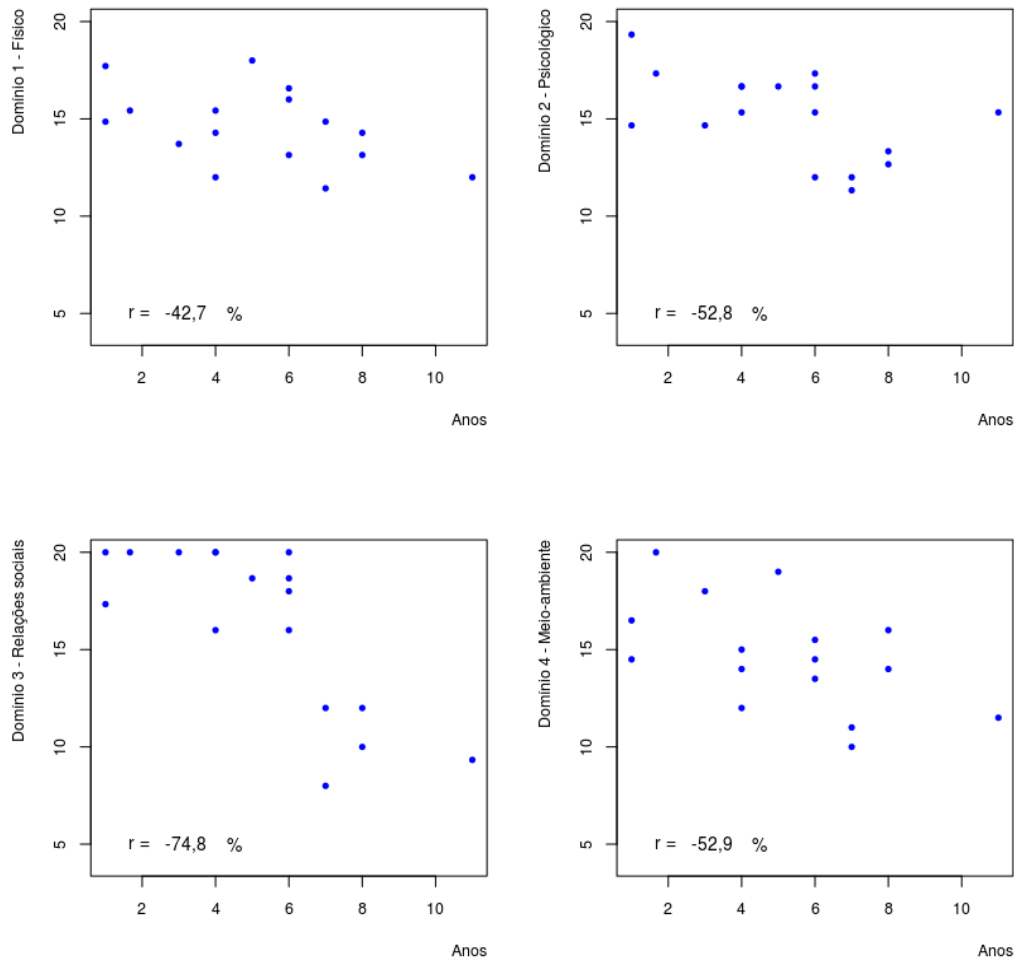 Domínio 1 - Físico
20
15
10
5
r = -42,7 %
2 4 6 8 10
Anos
Domínio 2 - Psicológico
20
15
10
5
r = -52,8 %
2 4 6 8 10
Anos
Domínio 3 - Relações sociais
20
15
10
5
r = -74,8 %
2 4 6 8 10
Anos
Domínio 4 - Meio-ambiente
20
15
10
5
r = -52,9 %
2 4 6 8 10
Anos